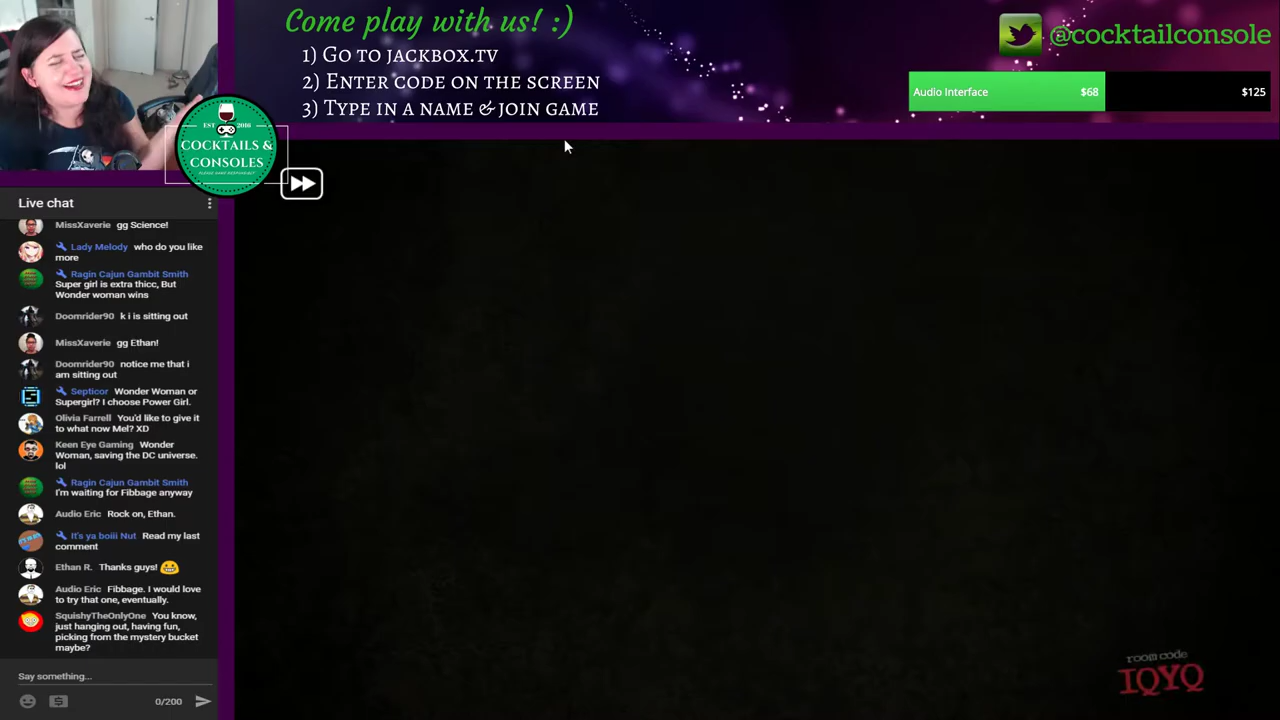 Come play with us! :)
1) Go to jackbox.tv
2) Enter code on the screen
3) Type in a name & join game
@cocktailconsole
Audio Interface $68 $125
EST 2016
COCKTAILS &
CONSOLES
PLEASE GAME RESPONSIBLY
Live chat
MissXaverie gg Science!
Lady Melody who do you like
more
Ragin Cajun Gambit Smith
Super girl is extra thicc, But
Wonder woman wins
Doomrider90 k i is sitting out
MissXaverie gg Ethan!
Doomrider90 notice me that i
am sitting out
Septicor Wonder Woman or
Supergirl? I choose Power Girl.
Olivia Farrell You'd like to give it
to what now Mel? XD
Keen Eye Gaming Wonder
Woman, saving the DC universe.
lol
Ragin Cajun Gambit Smith
I'm waiting for Fibbage anyway
Audio Eric Rock on, Ethan.
It's ya boiii Nut Read my last
comment
Ethan R. Thanks guys! 😀
Audio Eric Fibbage. I would love
to try that one, eventually.
SquishyTheOnlyOne You know,
just hanging out, having fun,
picking from the mystery bucket
maybe?
Say something...
0/200
room code
IQYQ